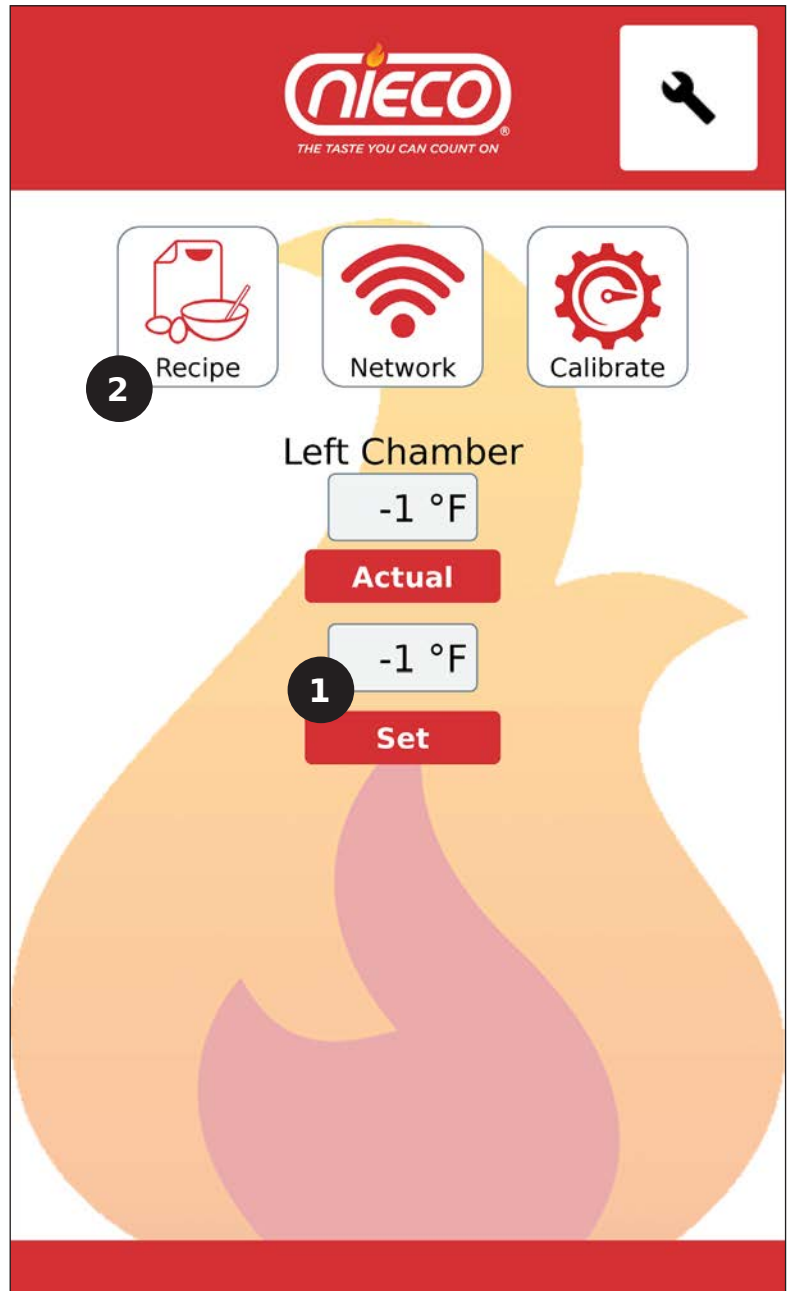 NIECO
®
THE TASTE YOU CAN COUNT ON
Recipe
Network
Calibrate
2
Left Chamber
-1 °F
Actual
-1 °F
1
Set